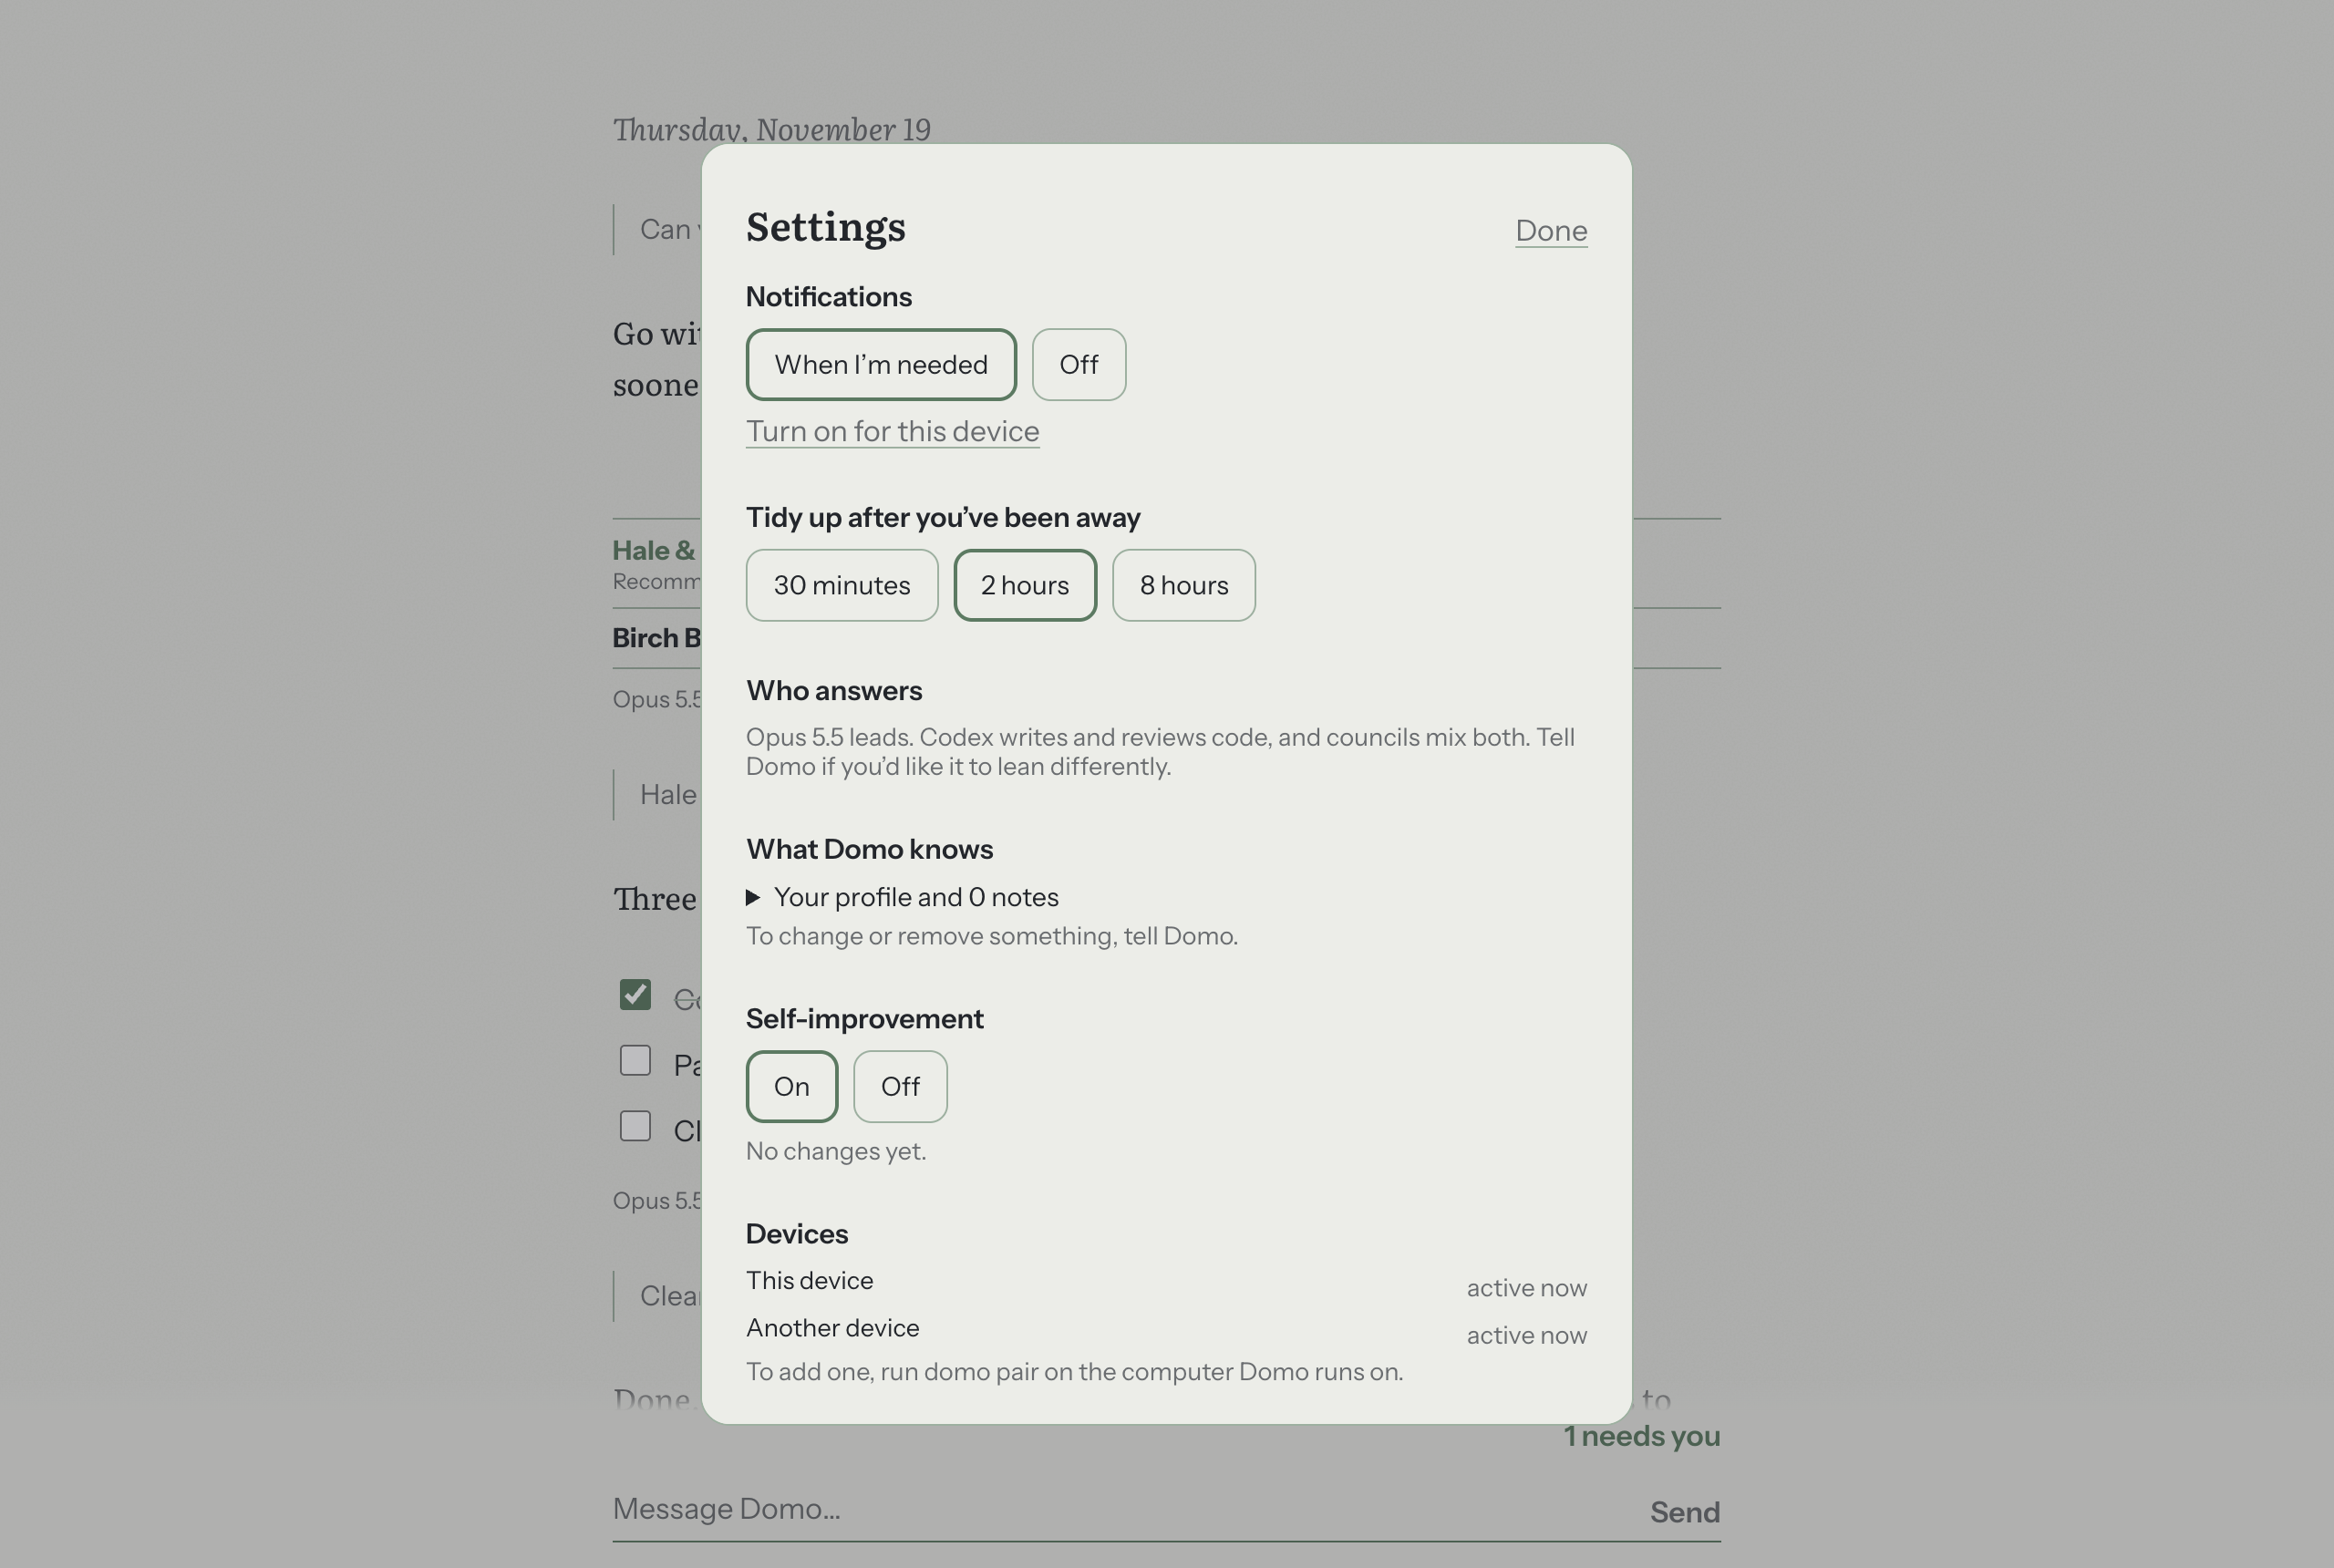 Thursday, November 19
Settings
Done
Can
Notifications
Go wit
When I’m needed
Off
soone
Turn on for this device
Tidy up after you’ve been away
Hale &
Recomm
30 minutes
2 hours
8 hours
Birch B
Who answers
Opus 5.5
Opus 5.5 leads. Codex writes and reviews code, and councils mix both. Tell
Domo if you’d like it to lean differently.
Hale
What Domo knows
Your profile and 0 notes
Three
To change or remove something, tell Domo.
Self-improvement
On
Off
Pa
Cl
No changes yet.
Opus 5.5
Devices
This device
active now
Clear
Another device
active now
To add one, run domo pair on the computer Domo runs on.
Done.
to
1 needs you
Message Domo...
Send